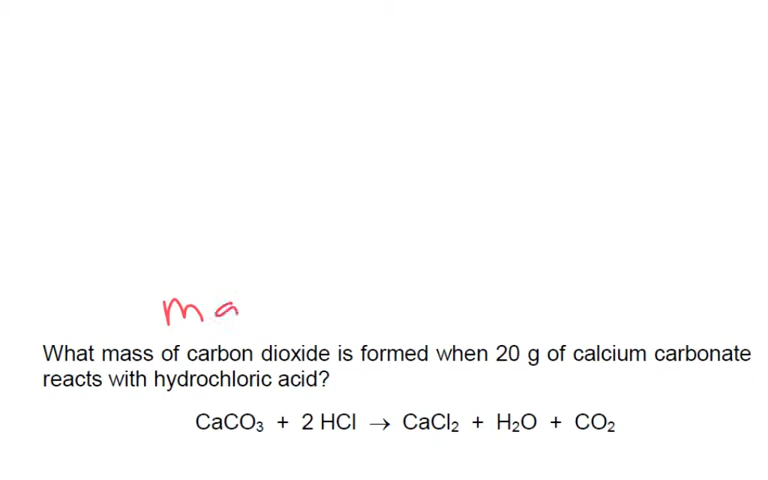 ma
What mass of carbon dioxide is formed when 20 g of calcium carbonate
reacts with hydrochloric acid?
CaCO₃ + 2 HCl → CaCl₂ + H₂O + CO₂